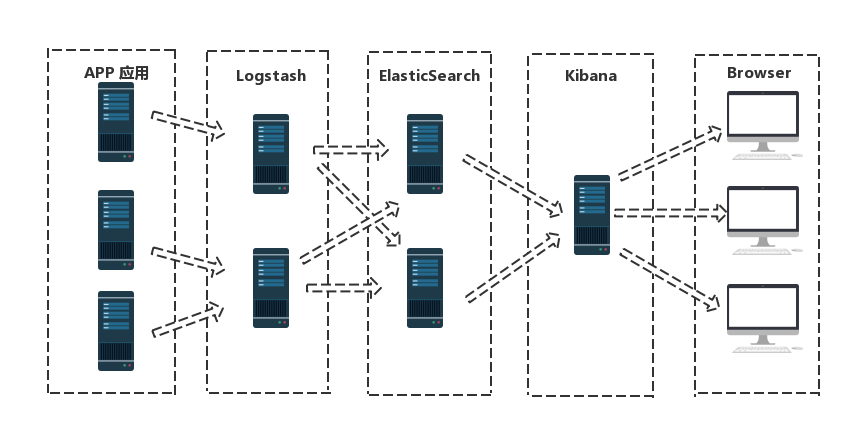 APP 应用
Logstash
ElasticSearch
Kibana
Browser